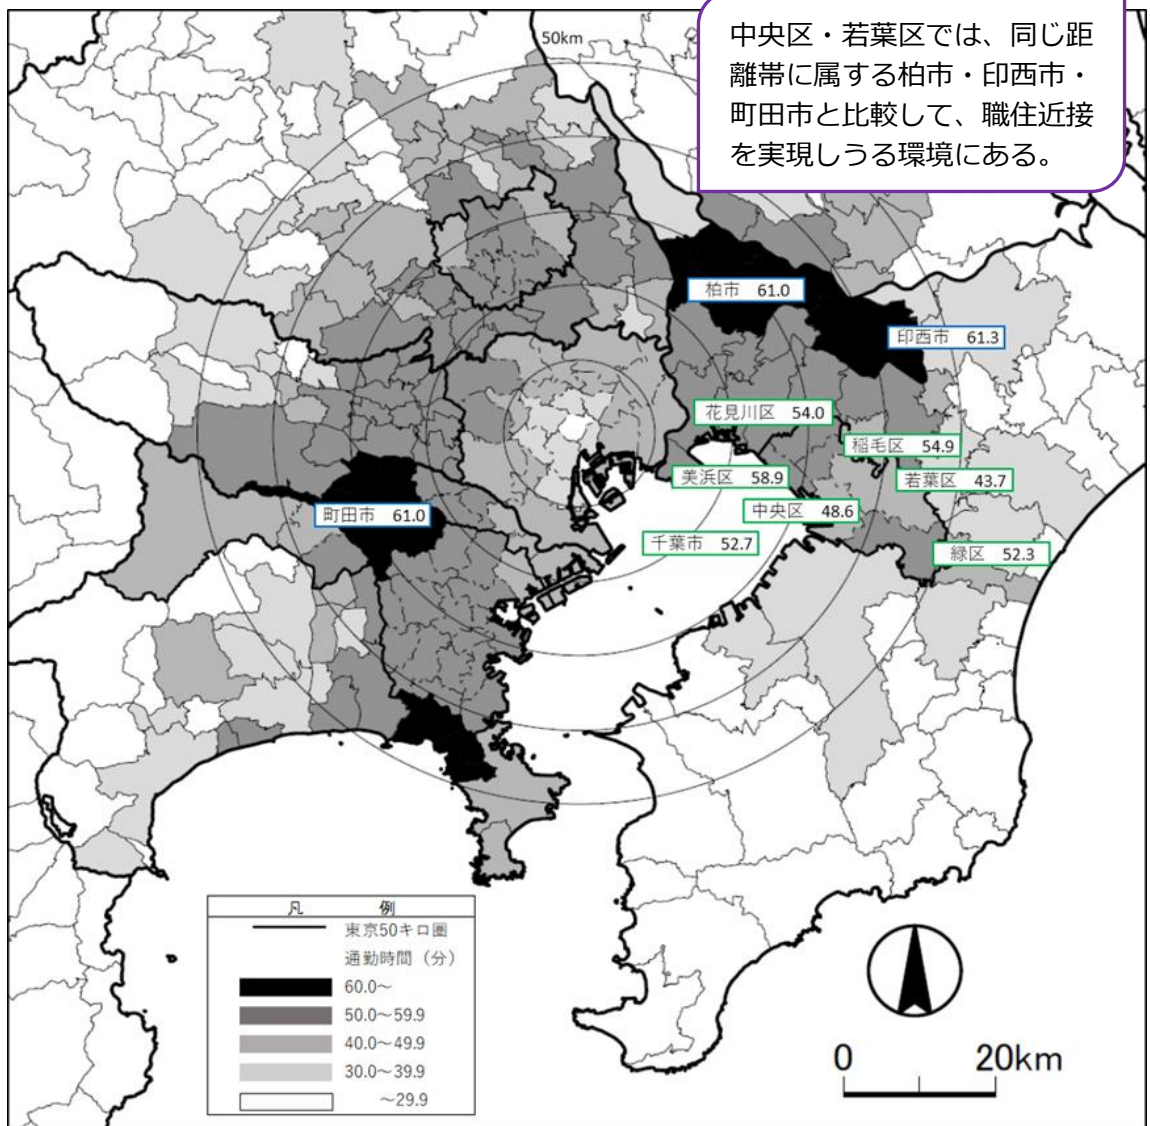 50km
中央区・若葉区では、同じ距
離帯に属する柏市・印西市・
町田市と比較して、職住近接
を実現しうる環境にある。
柏市 61.0
印西市 61.3
花見川区 54.0
稲毛区 54.9
美浜区 58.9
若葉区 43.7
中央区 48.6
町田市 61.0
千葉市 52.7
緑区 52.3
凡 例
東京50キロ圏
通勤時間（分）
60.0～
50.0～59.9
40.0～49.9
30.0～39.9
～29.9
0 20km